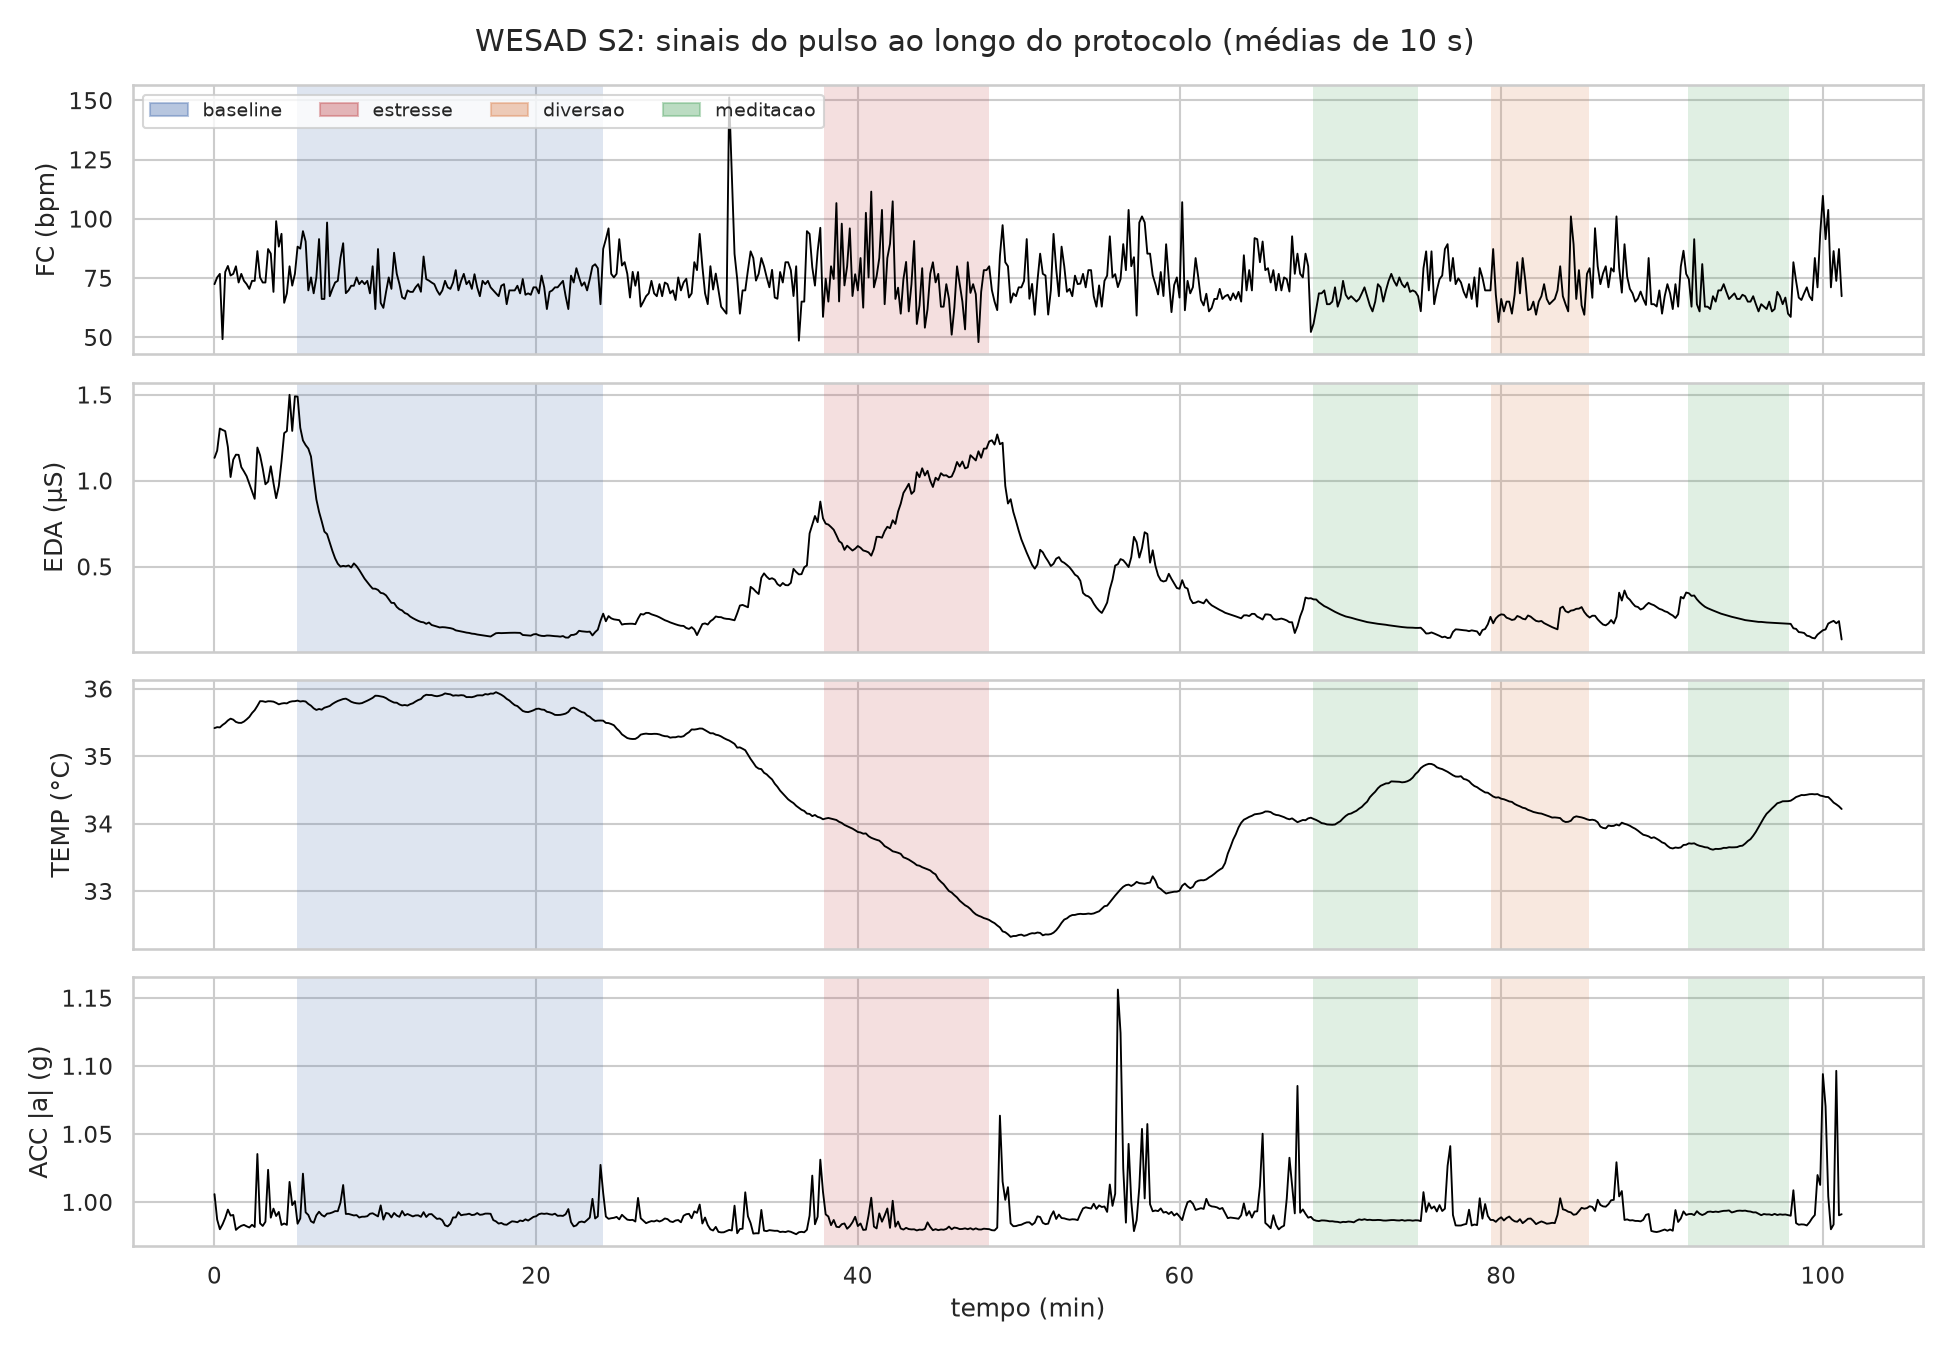 WESAD S2: sinais do pulso ao longo do protocolo (médias de 10 s)
baseline estresse diversao meditacao
FC (bpm)
150
125
100
75
50
EDA (µS)
1.5
1.0
0.5
TEMP (°C)
36
35
34
33
ACC |a| (g)
1.15
1.10
1.05
1.00
0 20 40 60 80 100
tempo (min)